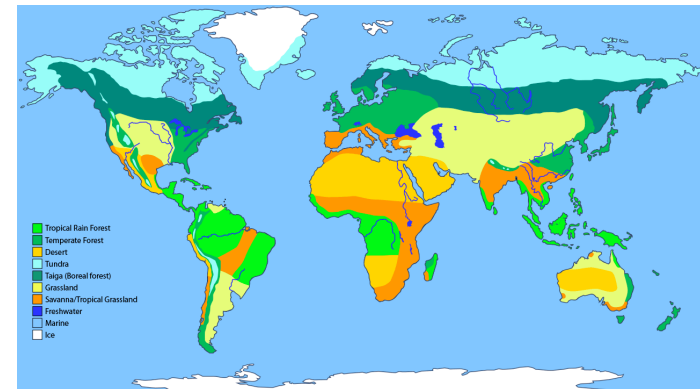 Tropical Rain Forest
Temperate Forest
Desert
Tundra
Taiga (Boreal forest)
Grassland
Savanna/Tropical Grassland
Freshwater
Marine
Ice